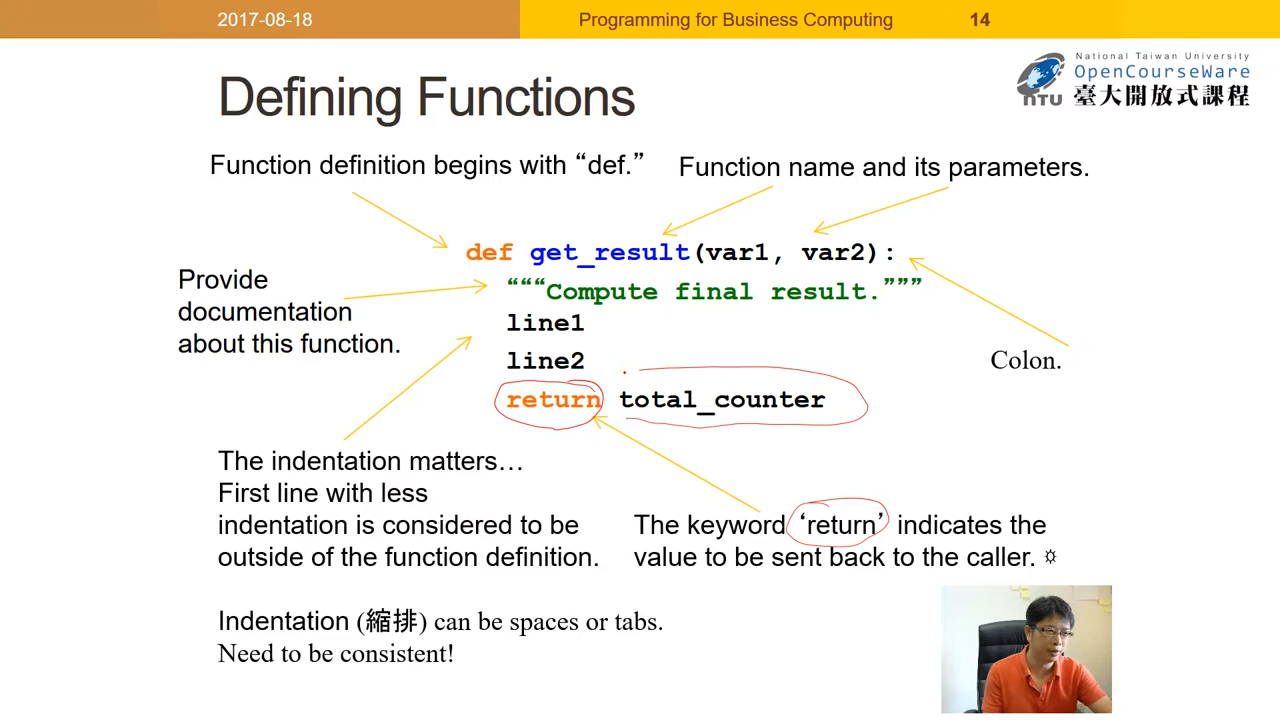 2017-08-18
Programming for Business Computing
14
National Taiwan University
OpenCourseWare
NTU 臺大開放式課程
Defining Functions
Function definition begins with “def.”
Function name and its parameters.
def get_result(var1, var2):
“““Compute final result.”””
line1
line2
return total_counter
Provide
documentation
about this function.
Colon.
The indentation matters…
First line with less
indentation is considered to be
outside of the function definition.
The keyword ‘return’ indicates the
value to be sent back to the caller.
Indentation (縮排) can be spaces or tabs.
Need to be consistent!